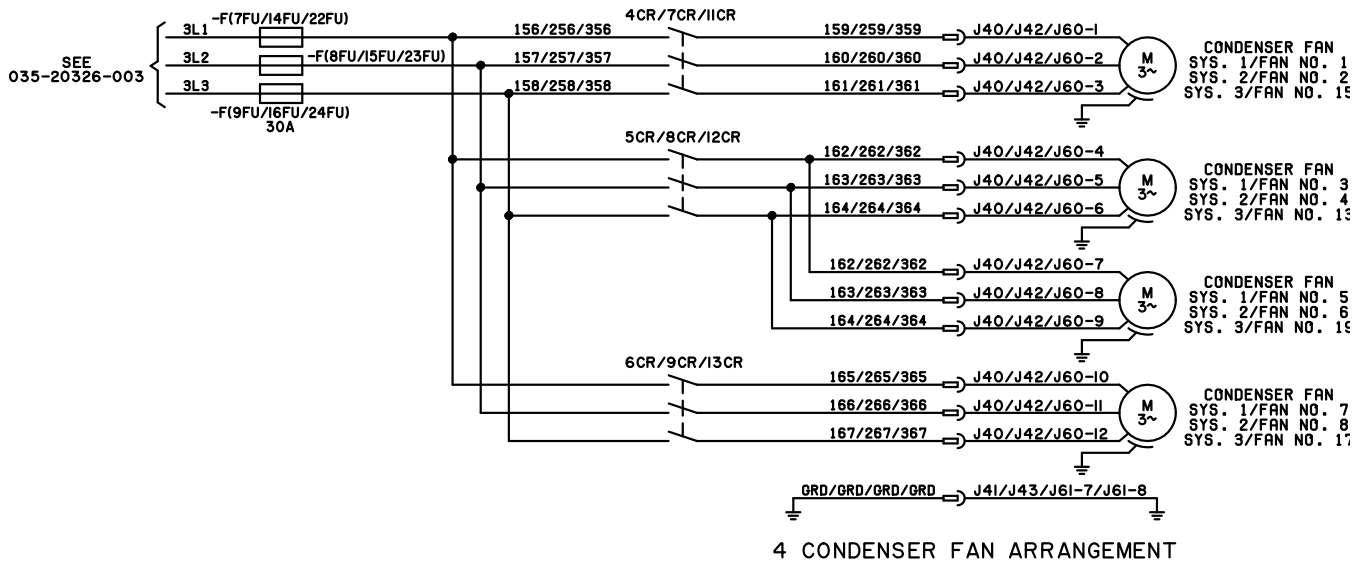 SEE
035-20326-003
3L1
3L2
3L3
-F(7FU/14FU/22FU)
-F(8FU/15FU/23FU)
-F(9FU/16FU/24FU)
30A
156/256/356
157/257/357
158/258/358
4CR/7CR/11CR
159/259/359
160/260/360
161/261/361
J40/J42/J60-1
J40/J42/J60-2
J40/J42/J60-3
M
3~
CONDENSER FAN
SYS. 1/FAN NO. 1
SYS. 2/FAN NO. 2
SYS. 3/FAN NO. 15
5CR/8CR/12CR
162/262/362
163/263/363
164/264/364
J40/J42/J60-4
J40/J42/J60-5
J40/J42/J60-6
M
3~
CONDENSER FAN
SYS. 1/FAN NO. 3
SYS. 2/FAN NO. 4
SYS. 3/FAN NO. 13
162/262/362
163/263/363
164/264/364
J40/J42/J60-7
J40/J42/J60-8
J40/J42/J60-9
M
3~
CONDENSER FAN
SYS. 1/FAN NO. 5
SYS. 2/FAN NO. 6
SYS. 3/FAN NO. 19
6CR/9CR/13CR
165/265/365
166/266/366
167/267/367
J40/J42/J60-10
J40/J42/J60-11
J40/J42/J60-12
M
3~
CONDENSER FAN
SYS. 1/FAN NO. 7
SYS. 2/FAN NO. 8
SYS. 3/FAN NO. 17
GRD/GRD/GRD/GRD
J41/J43/J61-7/J61-8
4 CONDENSER FAN ARRANGEMENT